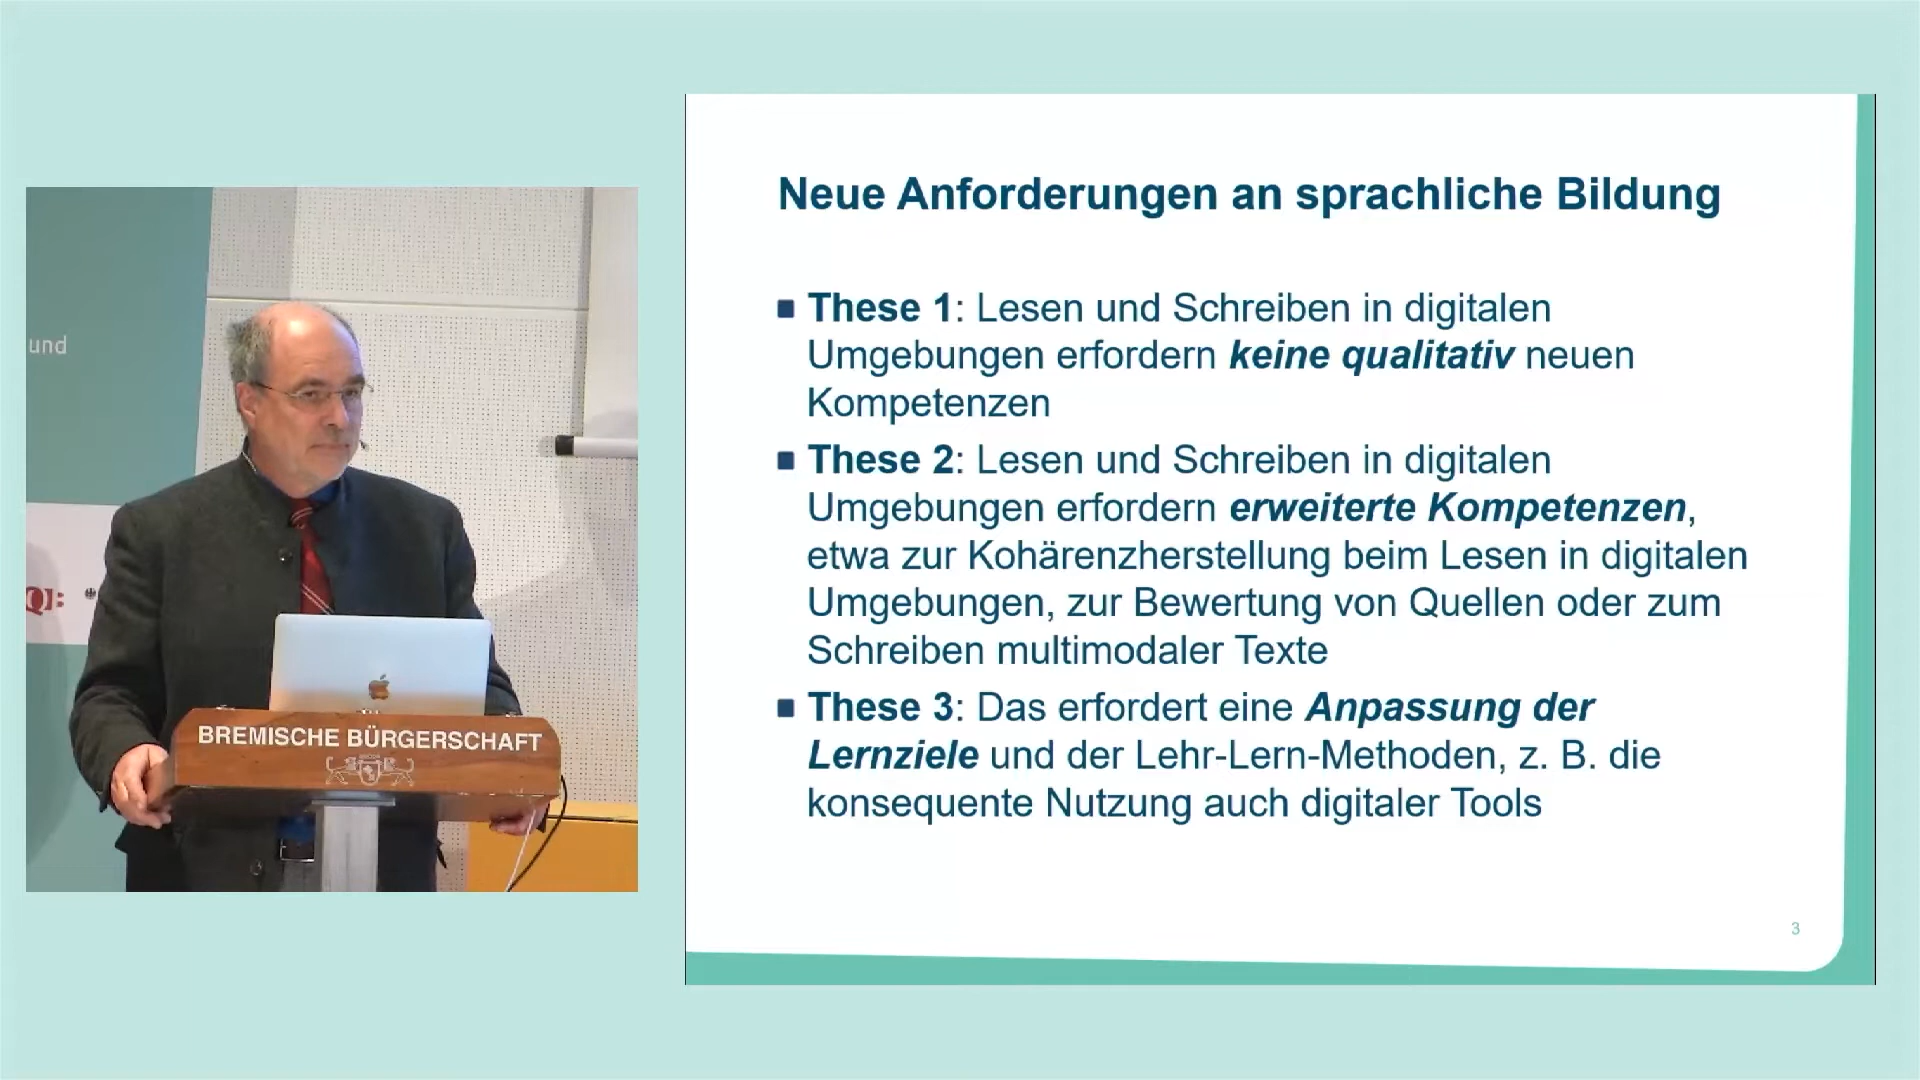 und
Q:
BREMISCHE BÜRGERSCHAFT
Neue Anforderungen an sprachliche Bildung
These 1: Lesen und Schreiben in digitalen
Umgebungen erfordern keine qualitativ neuen
Kompetenzen
These 2: Lesen und Schreiben in digitalen
Umgebungen erfordern erweiterte Kompetenzen,
etwa zur Kohärenzherstellung beim Lesen in digitalen
Umgebungen, zur Bewertung von Quellen oder zum
Schreiben multimodaler Texte
These 3: Das erfordert eine Anpassung der
Lernziele und der Lehr-Lern-Methoden, z. B. die
konsequente Nutzung auch digitaler Tools
3